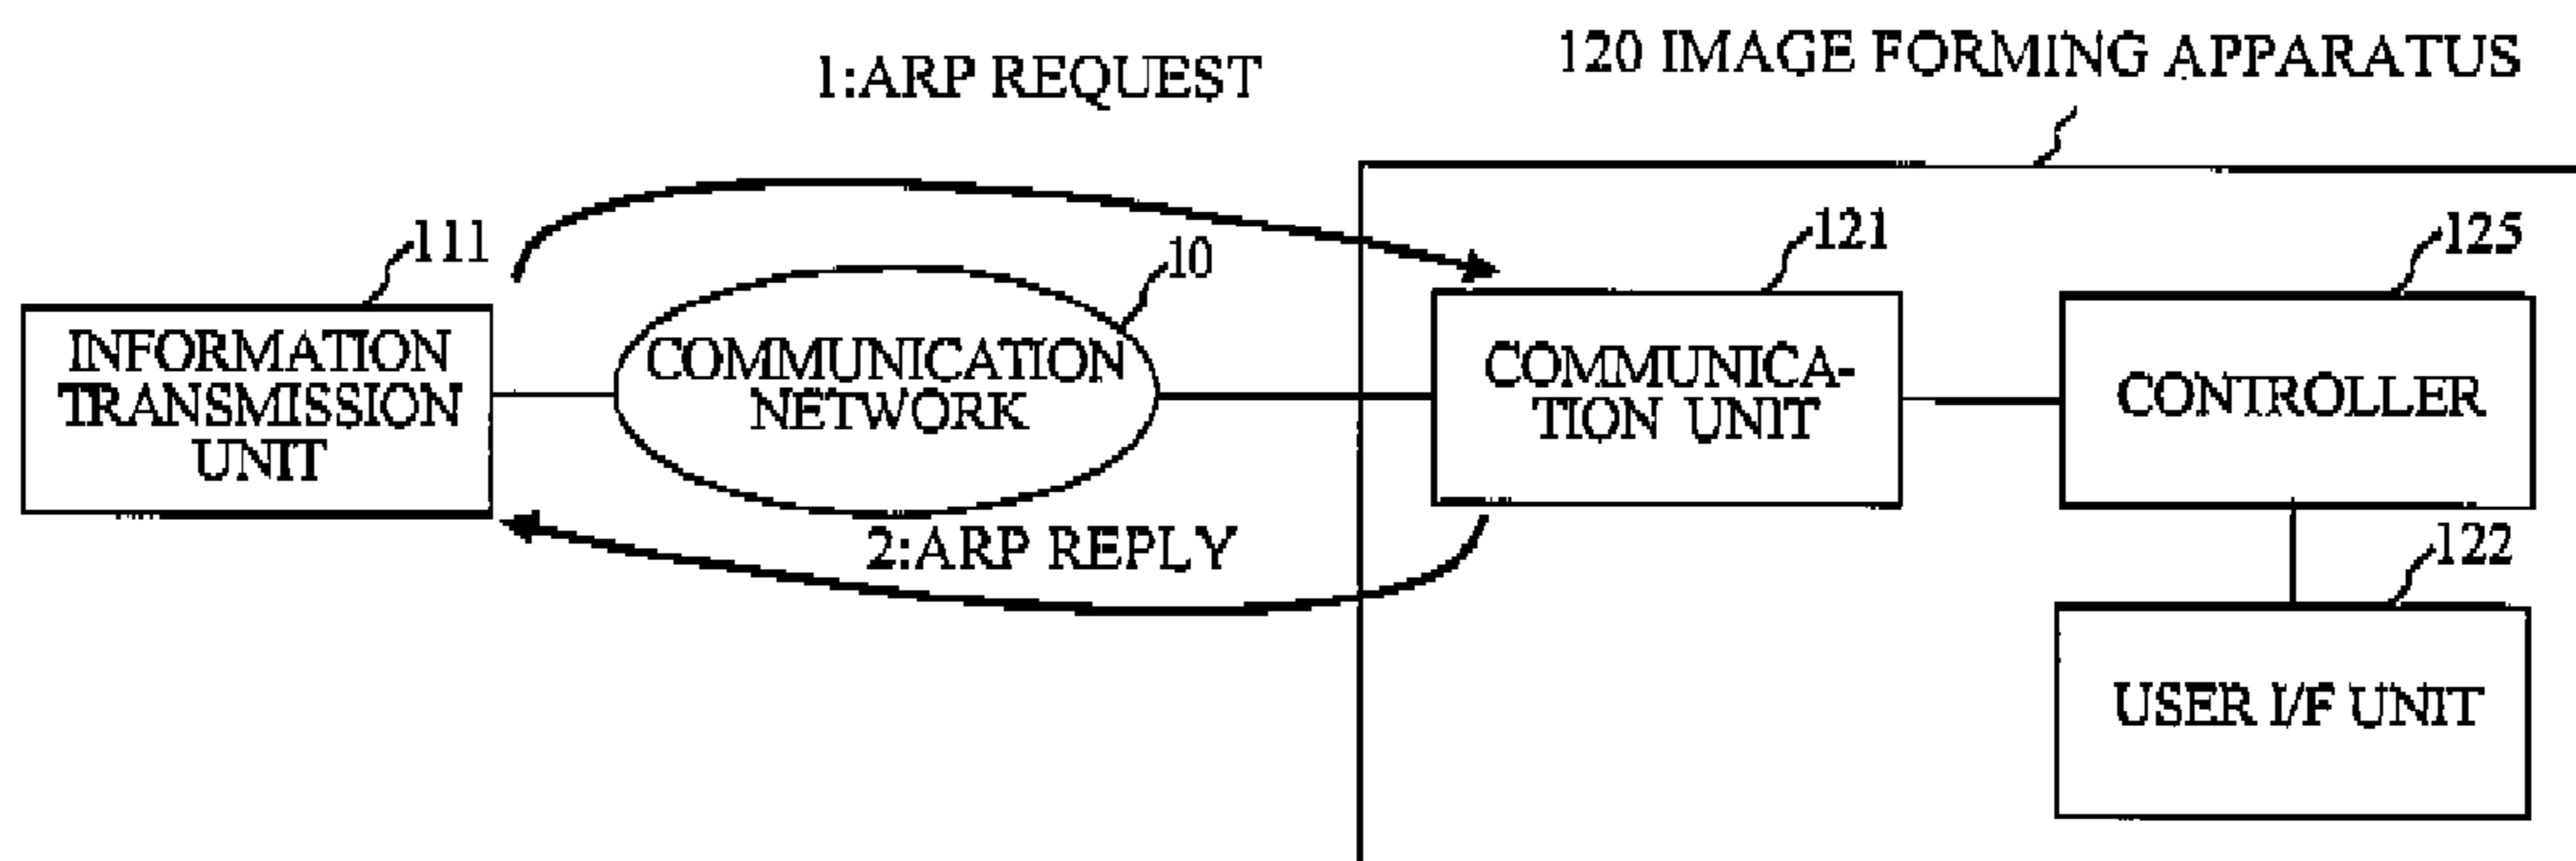 1:ARP REQUEST
120 IMAGE FORMING APPARATUS
111
10
121
125
INFORMATION
TRANSMISSION
UNIT
COMMUNICATION
NETWORK
COMMUNICA-
TION UNIT
CONTROLLER
2:ARP REPLY
122
USER I/F UNIT